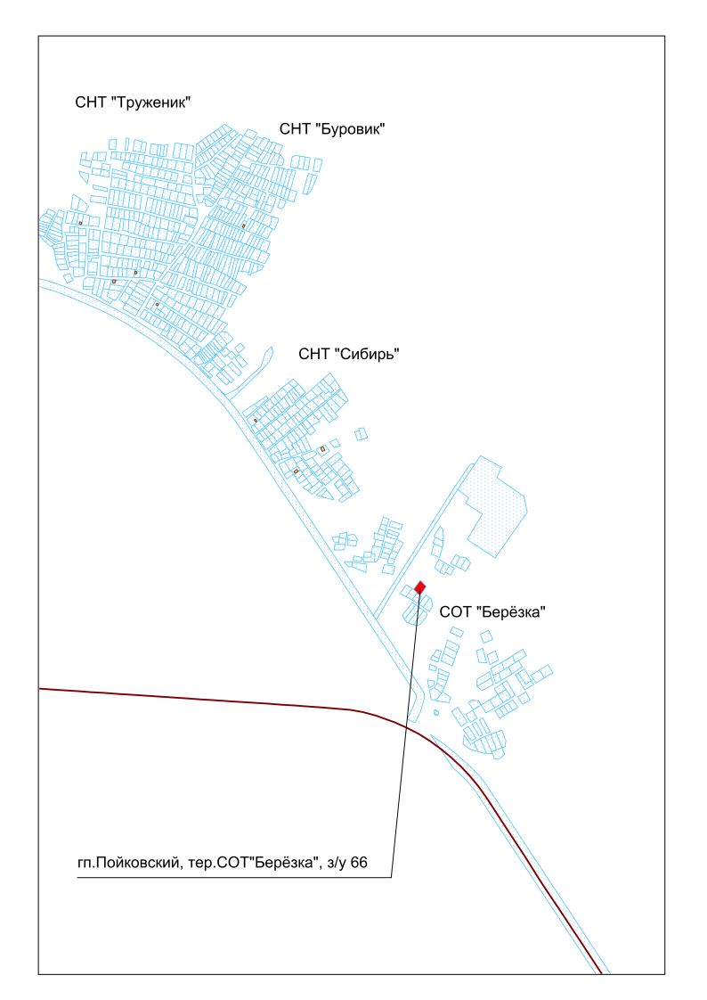 СНТ "Труженик"
СНТ "Буровик"
СНТ "Сибирь"
СОТ "Берёзка"
гп.Пойковский, тер.СОТ"Берёзка", з/у 66